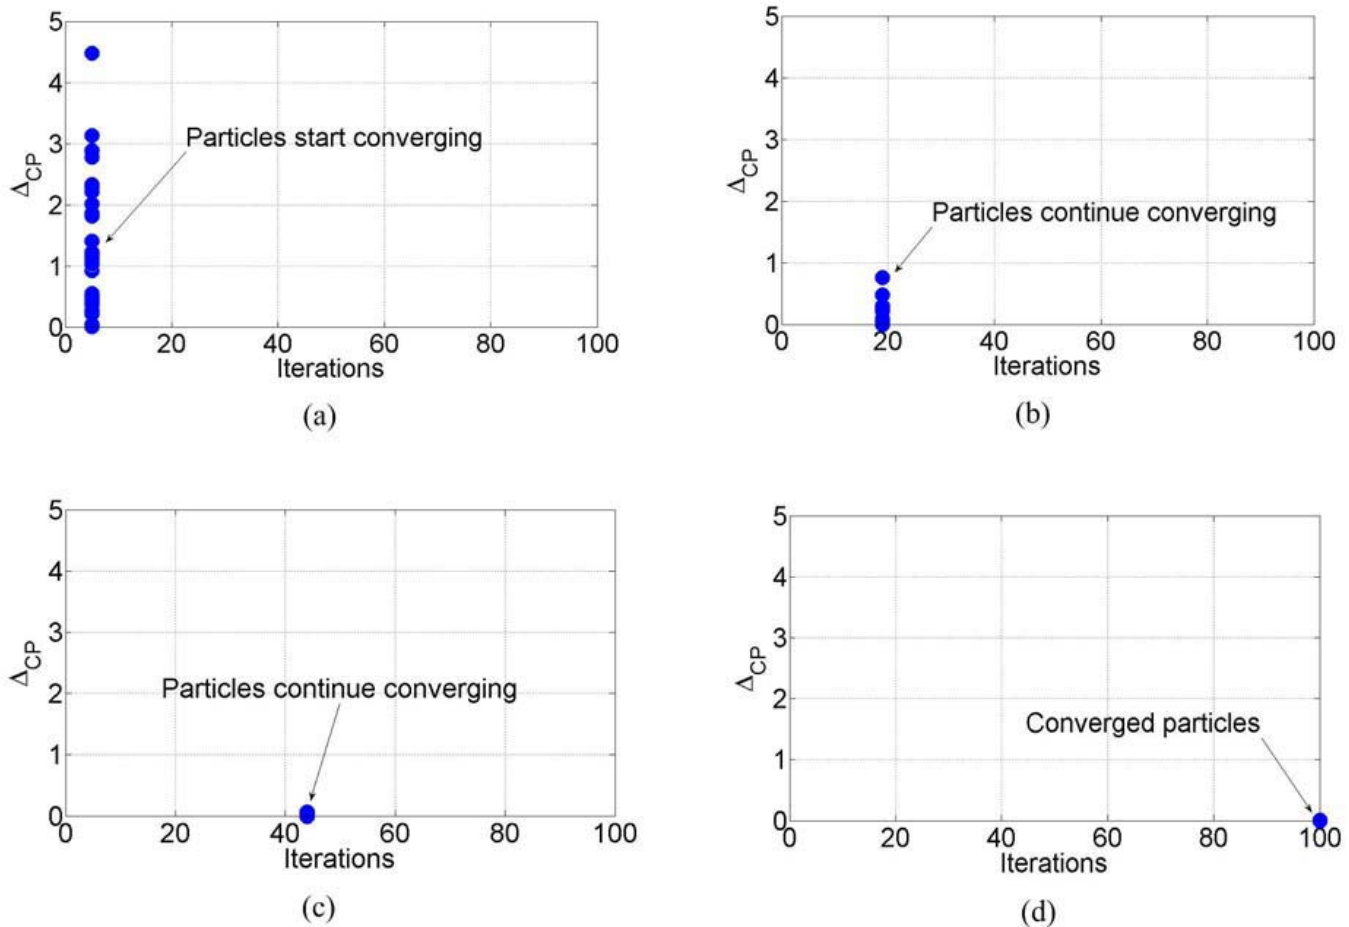 5
4
3
2
1
0
ΔCP
Particles start converging
0 20 40 60 80 100
Iterations
(a)
5
4
3
2
1
0
ΔCP
Particles continue converging
0 20 40 60 80 100
Iterations
(b)
5
4
3
2
1
0
ΔCP
Particles continue converging
0 20 40 60 80 100
Iterations
(c)
5
4
3
2
1
0
ΔCP
Converged particles
0 20 40 60 80 100
Iterations
(d)